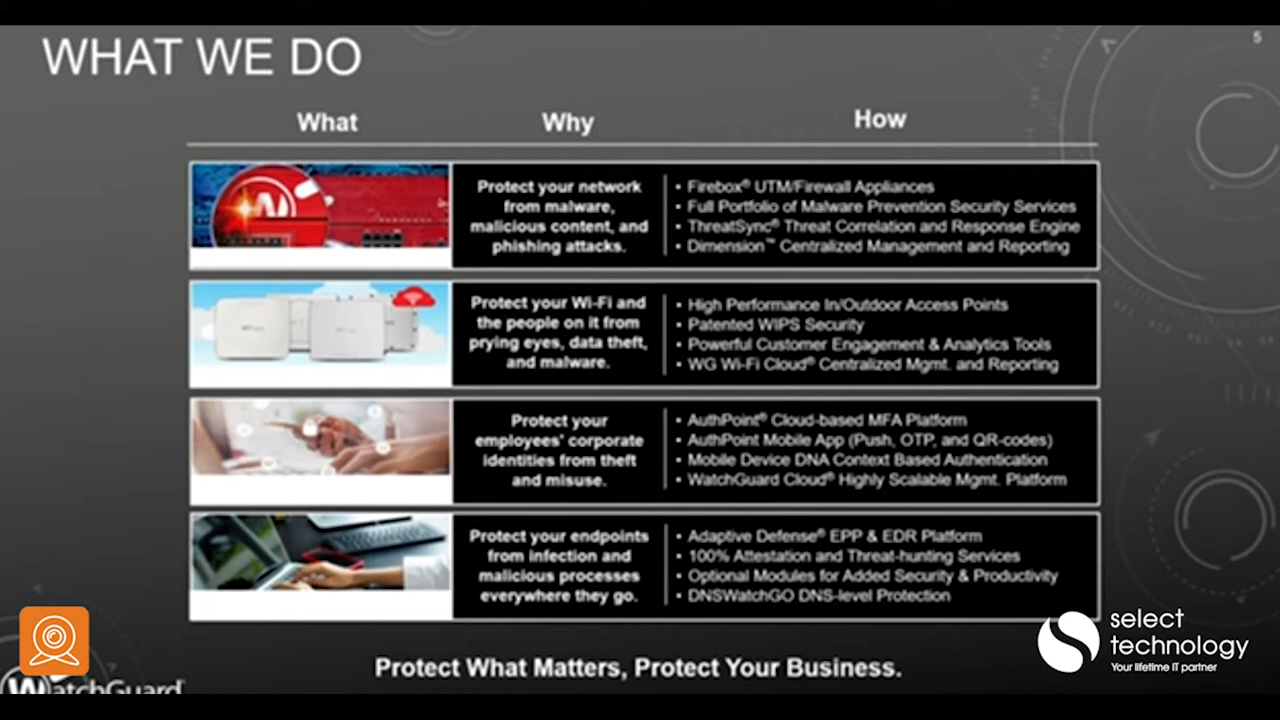 WHAT WE DO
5
What
Why
How
Protect your network
from malware,
malicious content, and
phishing attacks.
• Firebox® UTM/Firewall Appliances
• Full Portfolio of Malware Prevention Security Services
• ThreatSync® Threat Correlation and Response Engine
• Dimension™ Centralized Management and Reporting
Protect your Wi-Fi and
the people on it from
prying eyes, data theft,
and malware.
• High Performance In/Outdoor Access Points
• Patented WIPS Security
• Powerful Customer Engagement & Analytics Tools
• WG Wi-Fi Cloud® Centralized Mgmt. and Reporting
Protect your
employees' corporate
identities from theft
and misuse.
• AuthPoint® Cloud-based MFA Platform
• AuthPoint Mobile App (Push, OTP, and QR-codes)
• Mobile Device DNA Context Based Authentication
• WatchGuard Cloud® Highly Scalable Mgmt. Platform
Protect your endpoints
from infection and
malicious processes
everywhere they go.
• Adaptive Defense® EPP & EDR Platform
• 100% Attestation and Threat-hunting Services
• Optional Modules for Added Security & Productivity
• DNSWatchGO DNS-level Protection
Protect What Matters, Protect Your Business.
WatchGuard
select
technology
Your lifetime IT partner